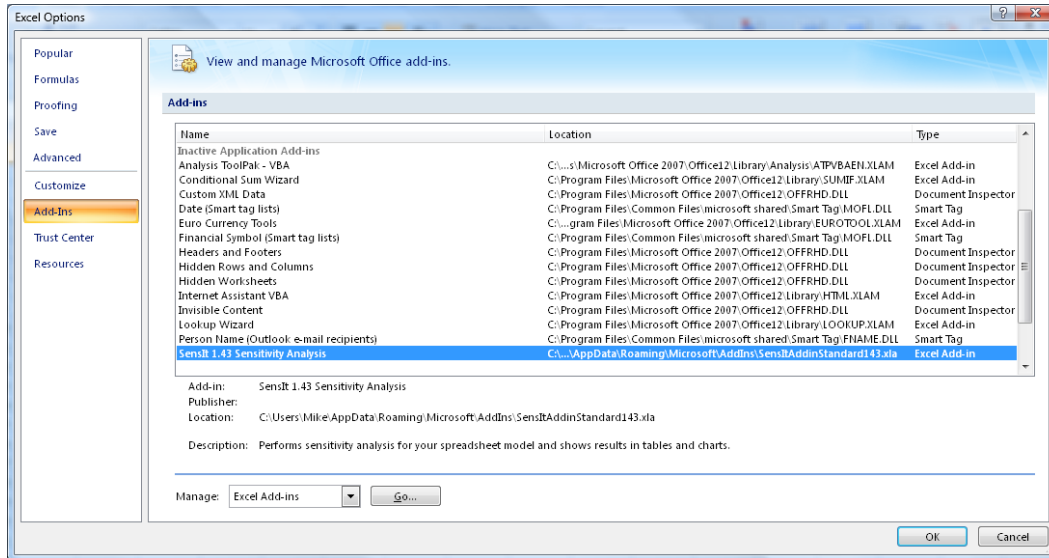 Excel Options
Popular
Formulas
Proofing
Save
Advanced
Customize
Add-Ins
Trust Center
Resources
View and manage Microsoft Office add-ins.
Add-ins
Name Location Type
Inactive Application Add-ins
Analysis ToolPak - VBA C:\...s\Microsoft Office 2007\Office12\Library\Analysis\ATPVBAEN.XLAM Excel Add-in
Conditional Sum Wizard C:\Program Files\Microsoft Office 2007\Office12\Library\SUMIF.XLAM Excel Add-in
Custom XML Data C:\Program Files\Microsoft Office 2007\Office12\OFFRHD.DLL Document Inspector
Date (Smart tag lists) C:\Program Files\Common Files\microsoft shared\Smart Tag\MOFL.DLL Smart Tag
Euro Currency Tools C:\...gram Files\Microsoft Office 2007\Office12\Library\EUROTOOL.XLAM Excel Add-in
Financial Symbol (Smart tag lists) C:\Program Files\Common Files\microsoft shared\Smart Tag\MOFL.DLL Smart Tag
Headers and Footers C:\Program Files\Microsoft Office 2007\Office12\OFFRHD.DLL Document Inspector
Hidden Rows and Columns C:\Program Files\Microsoft Office 2007\Office12\OFFRHD.DLL Document Inspector
Hidden Worksheets C:\Program Files\Microsoft Office 2007\Office12\OFFRHD.DLL Document Inspector
Internet Assistant VBA C:\Program Files\Microsoft Office 2007\Office12\Library\HTML.XLAM Excel Add-in
Invisible Content C:\Program Files\Microsoft Office 2007\Office12\OFFRHD.DLL Document Inspector
Lookup Wizard C:\Program Files\Microsoft Office 2007\Office12\Library\LOOKUP.XLAM Excel Add-in
Person Name (Outlook e-mail recipients) C:\Program Files\Common Files\microsoft shared\Smart Tag\FNAME.DLL Smart Tag
SensIt 1.43 Sensitivity Analysis C:\...\AppData\Roaming\Microsoft\AddIns\SensItAddinStandard143.xla Excel Add-in
Add-in: SensIt 1.43 Sensitivity Analysis
Publisher:
Location: C:\Users\Mike\AppData\Roaming\Microsoft\AddIns\SensItAddinStandard143.xla
Description: Performs sensitivity analysis for your spreadsheet model and shows results in tables and charts.
Manage: Excel Add-ins Go...
OK Cancel